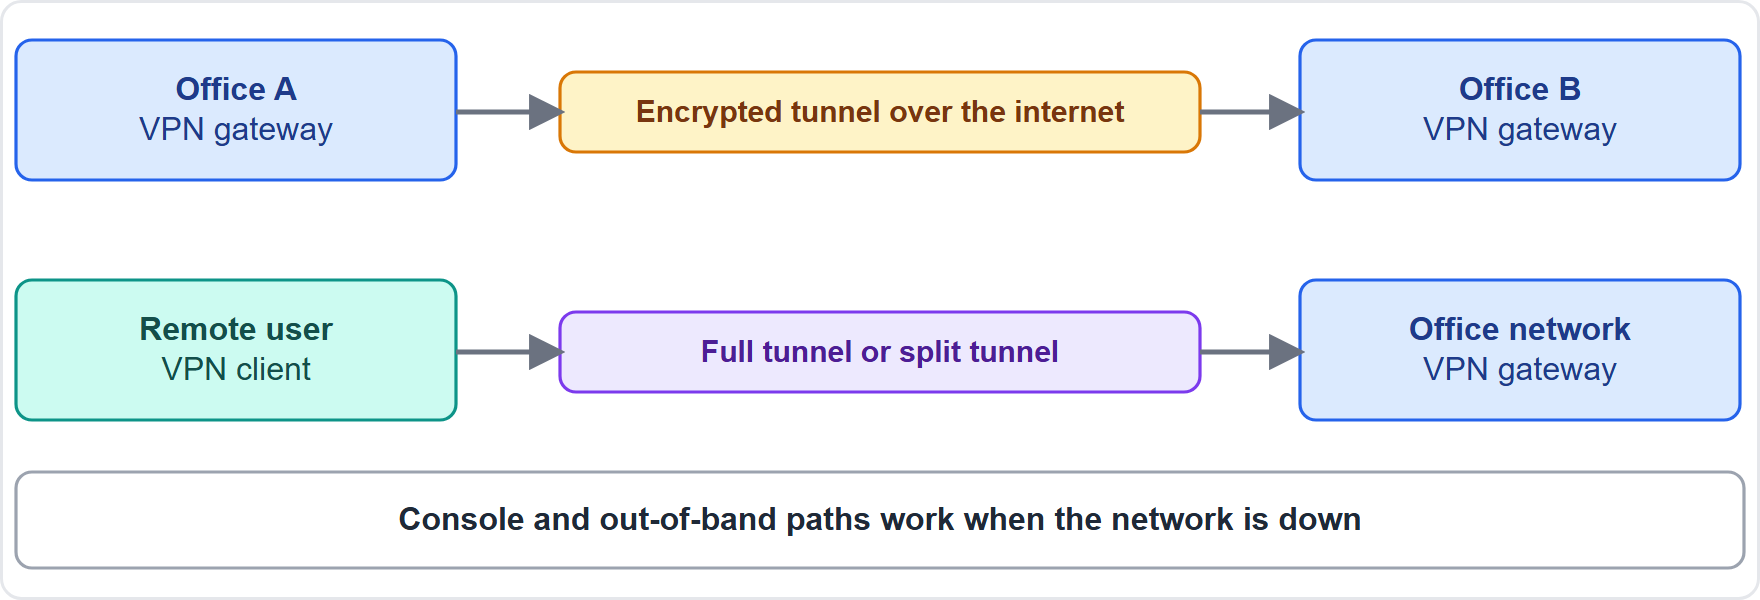 Office A
VPN gateway
Encrypted tunnel over the internet
Office B
VPN gateway
Remote user
VPN client
Full tunnel or split tunnel
Office network
VPN gateway
Console and out-of-band paths work when the network is down